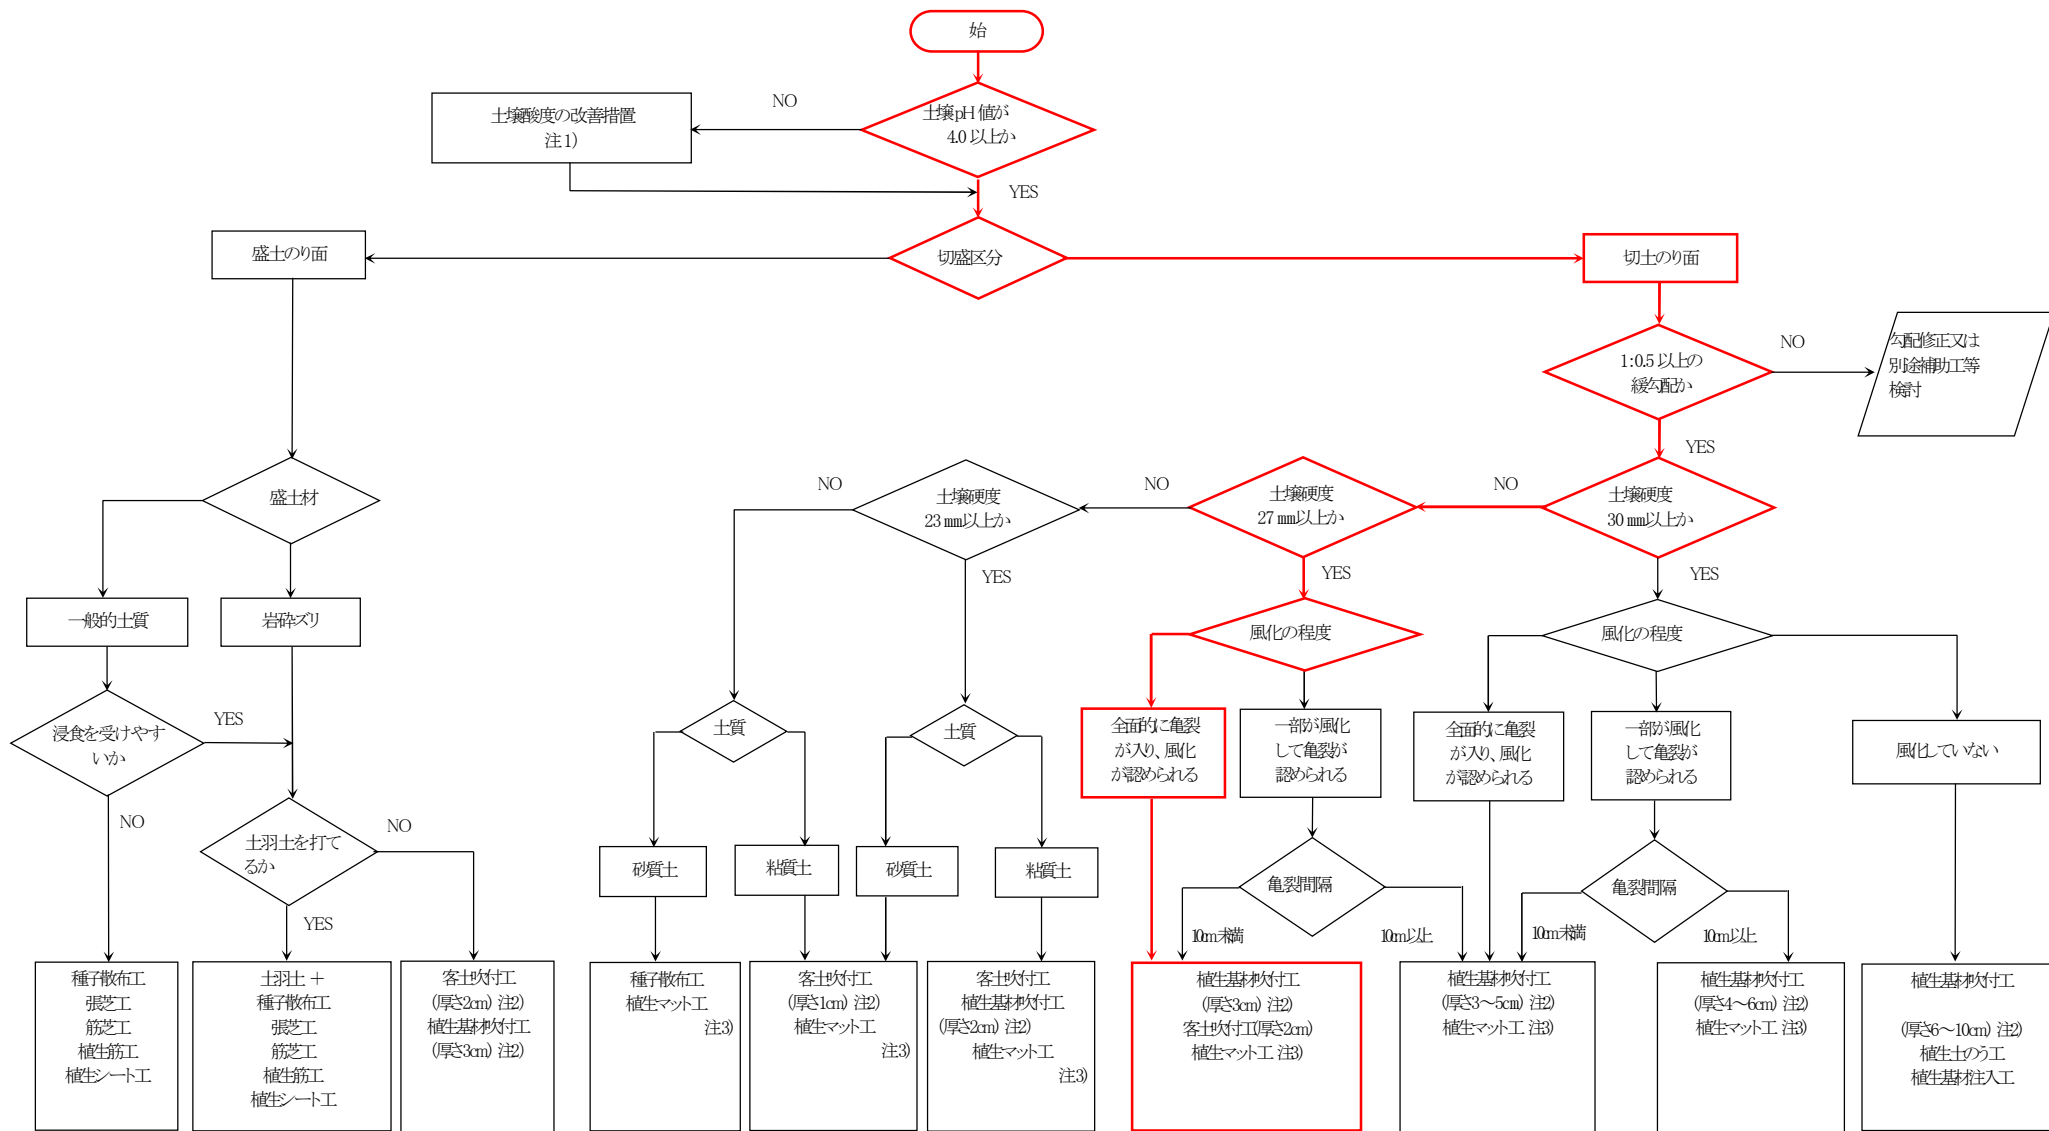 始
土壌pH 値が
4.0 以上か
NO
土壌酸度の改善措置
注1)
YES
切盛区分
盛土のり面
切土のり面
1:0.5 以上の
緩勾配か
NO
勾配修正又は
別途補助工等
検討
YES
盛土材
土壌硬度
23 mm以上か
NO
土壌硬度
27 mm以上か
NO
土壌硬度
30 mm以上か
NO
YES
YES
YES
一般的土質
岩砕ズリ
風化の程度
風化の程度
浸食を受けやす
いか
YES
NO
土質
土質
全面的に亀裂
が入り、風化
が認められる
一部が風化
して亀裂が
認められる
全面的に亀裂
が入り、風化
が認められる
一部が風化
して亀裂が
認められる
風化していない
土羽土を打て
るか
NO
YES
砂質土
粘質土
砂質土
粘質土
亀裂間隔
10cm未満
10cm以上
亀裂間隔
10cm未満
10cm以上
種子散布工
張芝工
筋芝工
植生筋工
植生シート工
土羽土 ＋
種子散布工
張芝工
筋芝工
植生筋工
植生シート工
客土吹付工
(厚さ2cm) 注2)
植生基材吹付工
(厚さ3cm) 注2)
種子散布工
植生マット工
注3)
客土吹付工
(厚さ1cm) 注2)
植生マット工
注3)
客土吹付工
植生基材吹付工
(厚さ2cm) 注2)
植生マット工
注3)
植生基材吹付工
(厚さ3cm) 注2)
客土吹付工(厚さ2cm)
植生マット工 注3)
植生基材吹付工
(厚さ3～5cm) 注2)
植生マット工 注3)
植生基材吹付工
(厚さ4～6cm) 注2)
植生マット工 注3)
植生基材吹付工
(厚さ6～10cm) 注2)
植生土のう工
植生基材注入工